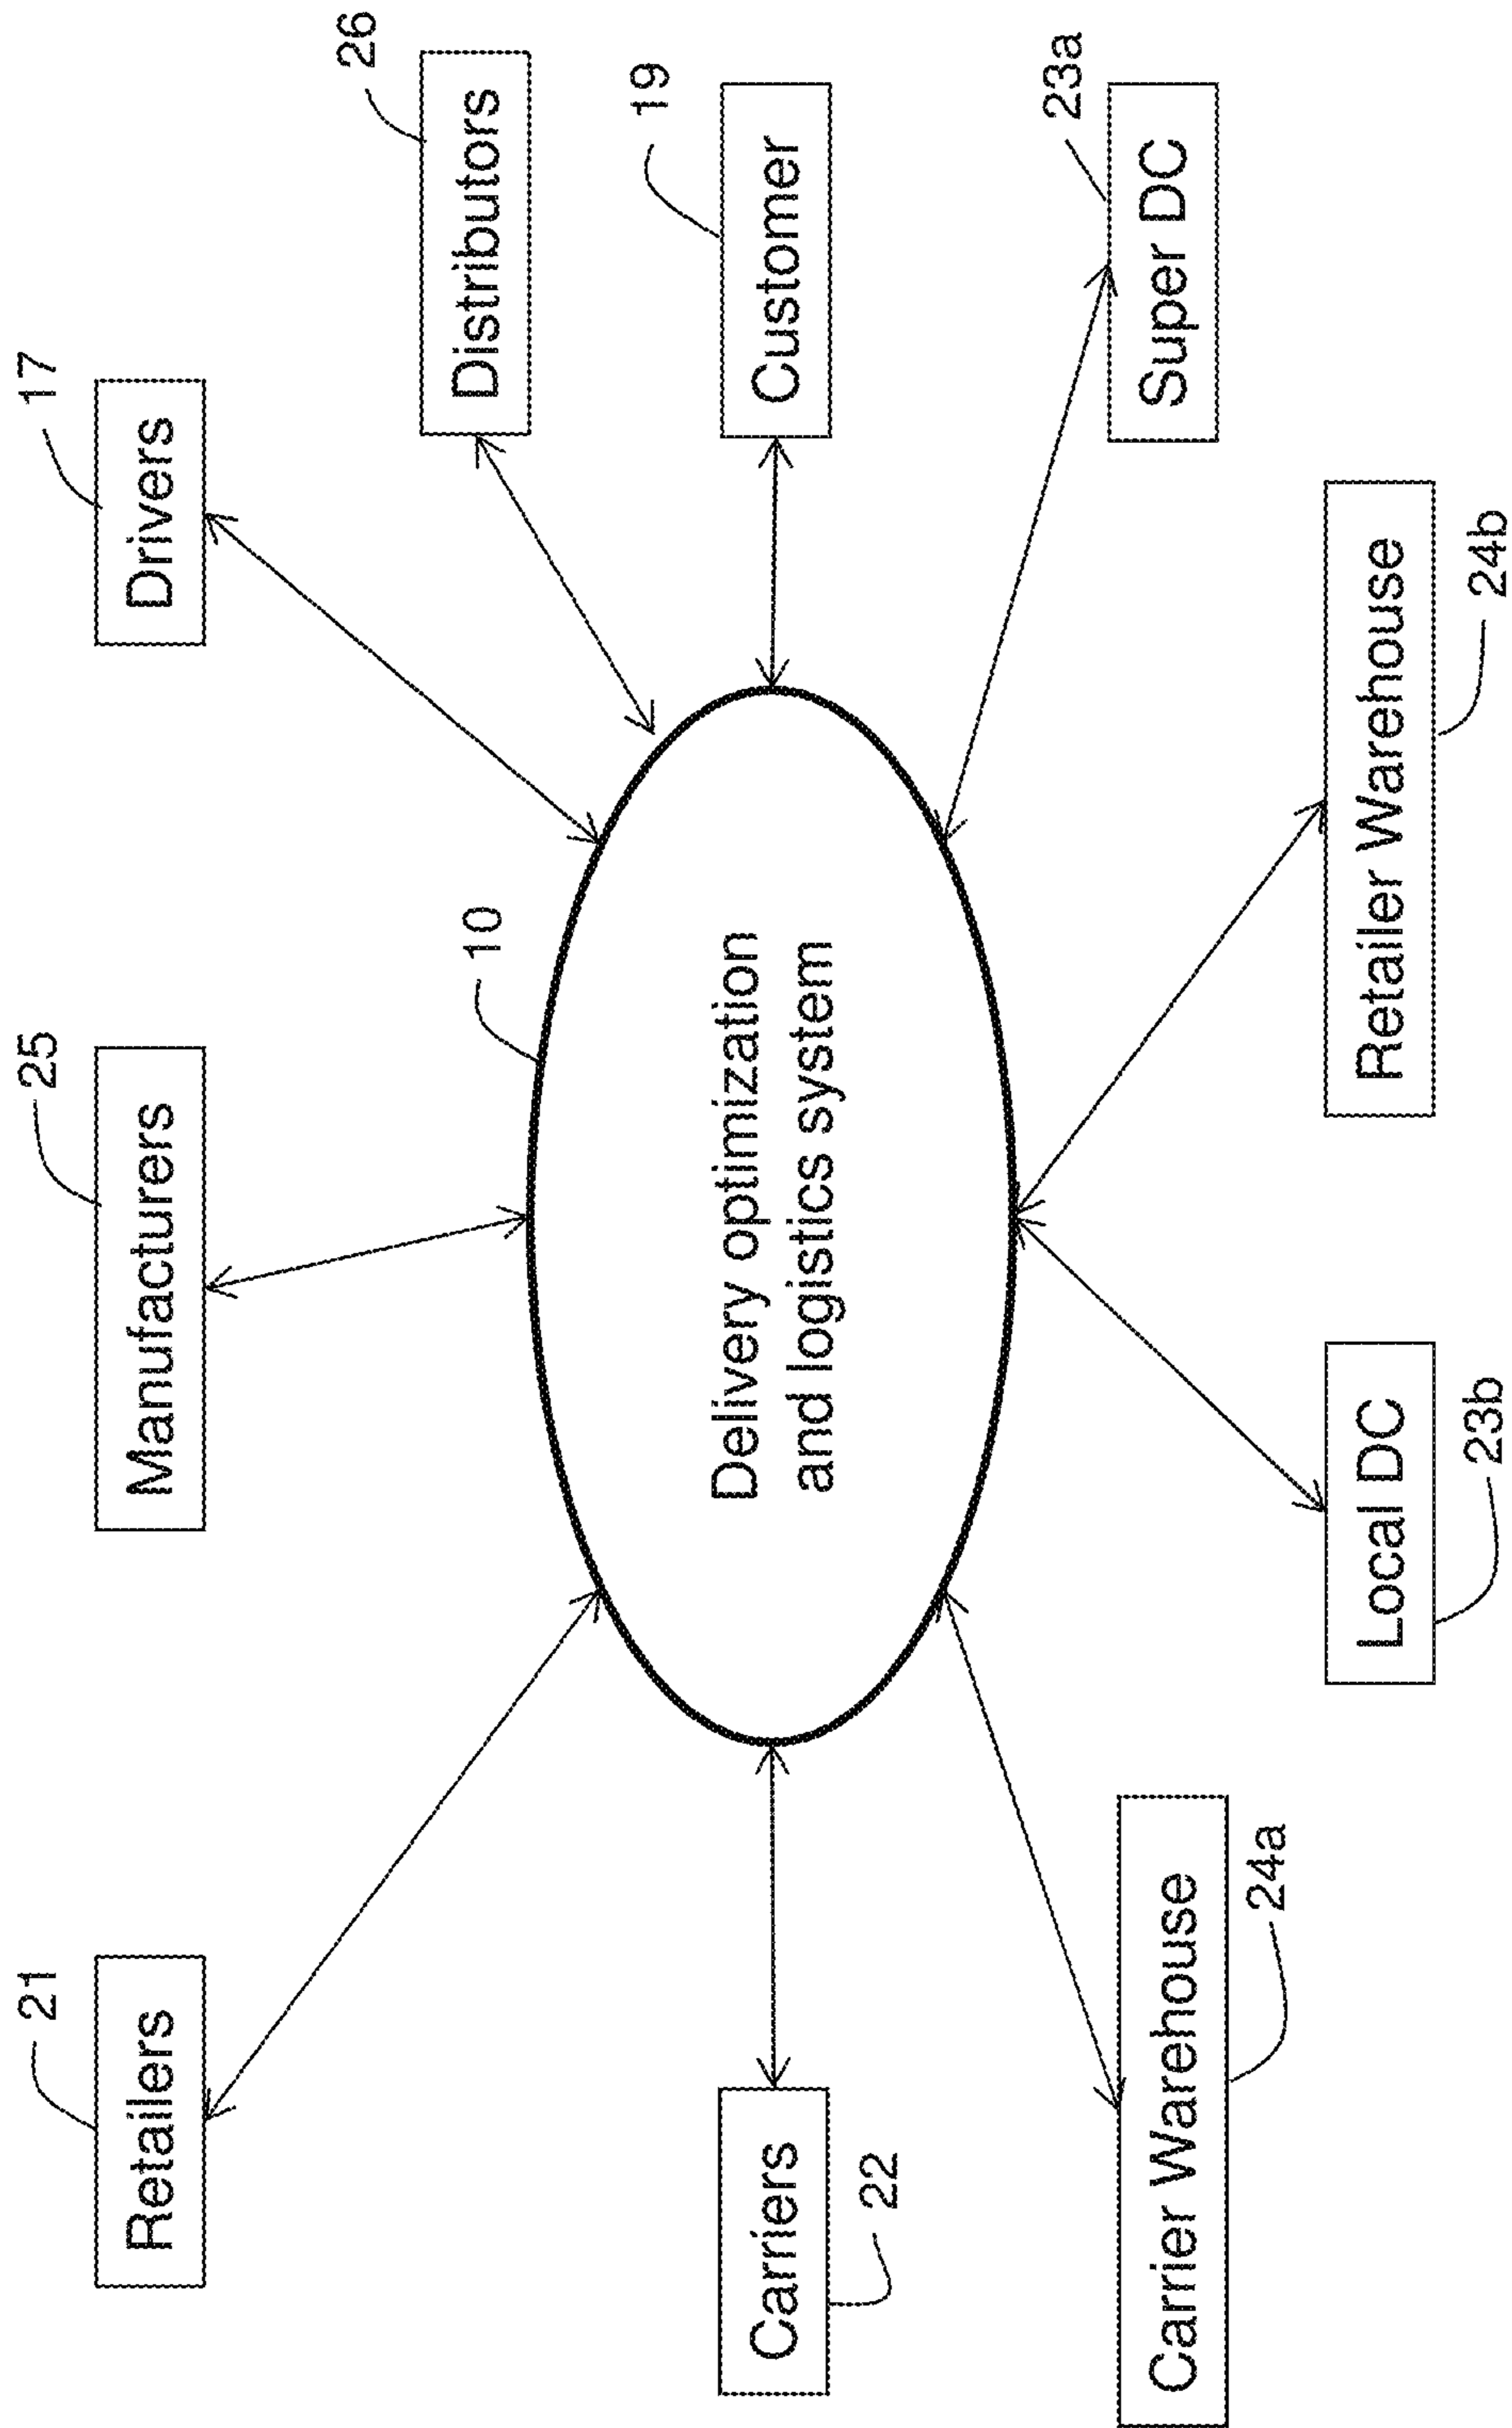 21
Retailers
25
Manufacturers
17
Drivers
26
Distributors
10
Delivery optimization
and logistics system
19
Customer
Carriers
22
23a
Super DC
Carrier Warehouse
24a
Local DC
23b
Retailer Warehouse
24b